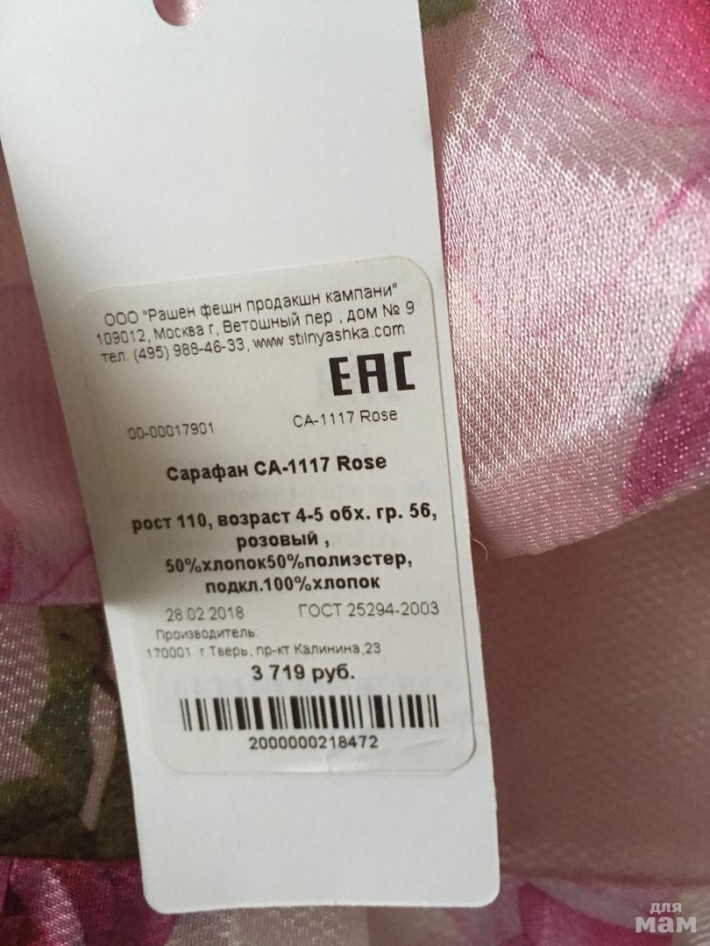 ООО "Рашен фешн продакшн кампани"
109012, Москва г, Ветошный пер , дом № 9
тел: (495) 988-46-33, www stilnyashka.com
ЕАС
00-00017901 СА-1117 Rose
Сарафан СА-1117 Rose
рост 110, возраст 4-5 обх. гр. 56,
розовый ,
50%хлопок50%полиэстер,
подкл.100%хлопок
28.02.2018 ГОСТ 25294-2003
Производитель:
170001 г.Тверь, пр-кт Калинина,23
3 719 руб.
2000000218472
для
мам